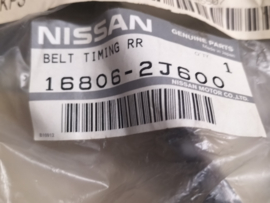 NISSAN
GENUINE PARTS
BELT TIMING RR
1
16806-2J600
NISSAN MOTOR CO.,LTD.